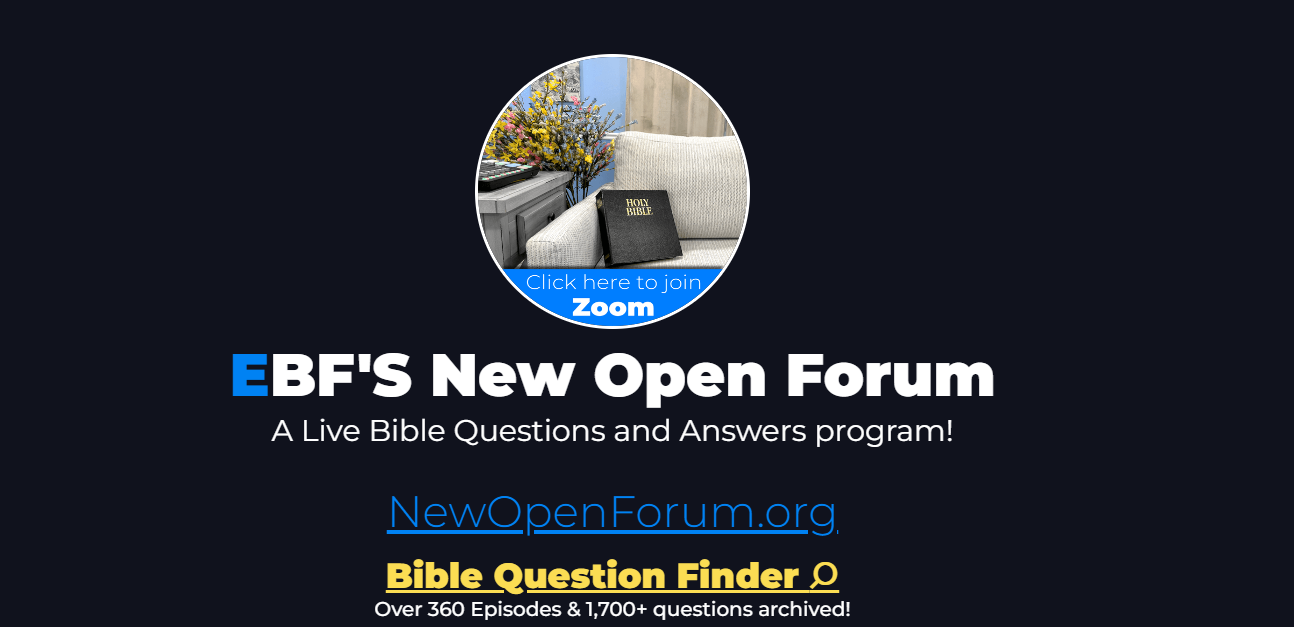 HOLY
BIBLE
Click here to join
Zoom
EBF'S New Open Forum
A Live Bible Questions and Answers program!
NewOpenForum.org
Bible Question Finder
Over 360 Episodes & 1,700+ questions archived!